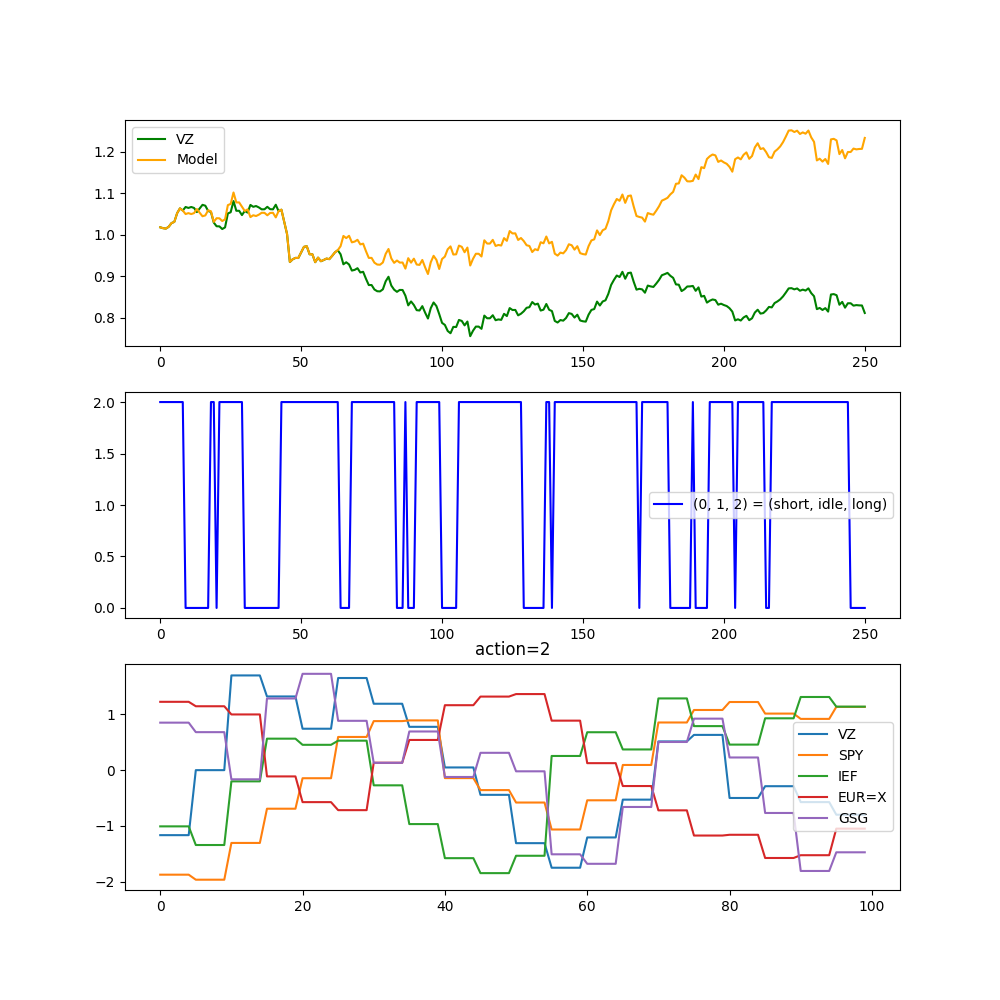 VZ
Model
1.2
1.1
1.0
0.9
0.8
0 50 100 150 200 250
2.0
1.5
1.0
0.5
0.0
(0, 1, 2) = (short, idle, long)
0 50 100 150 200 250
action=2
1
0
−1
−2
VZ
SPY
IEF
EUR=X
GSG
0 20 40 60 80 100